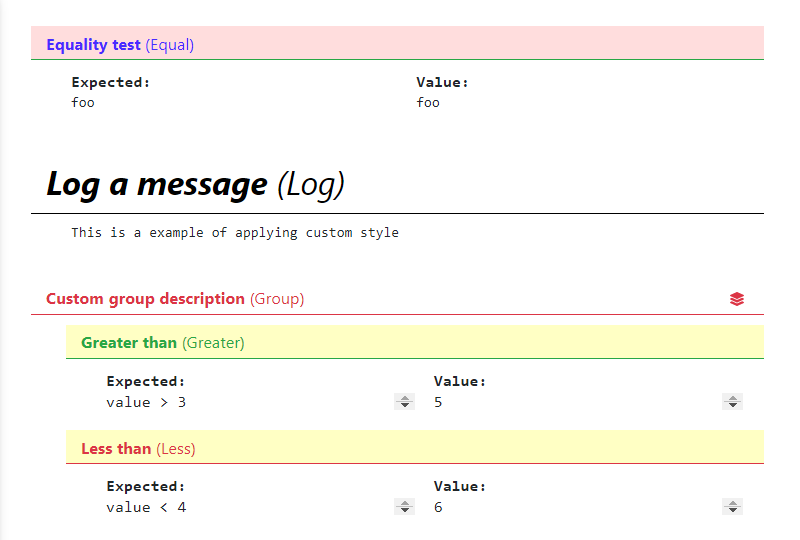 Equality test (Equal)
Expected: Value:
foo foo
Log a message (Log)
This is a example of applying custom style
Custom group description (Group)
Greater than (Greater)
Expected: Value:
value > 3 5
Less than (Less)
Expected: Value:
value < 4 6